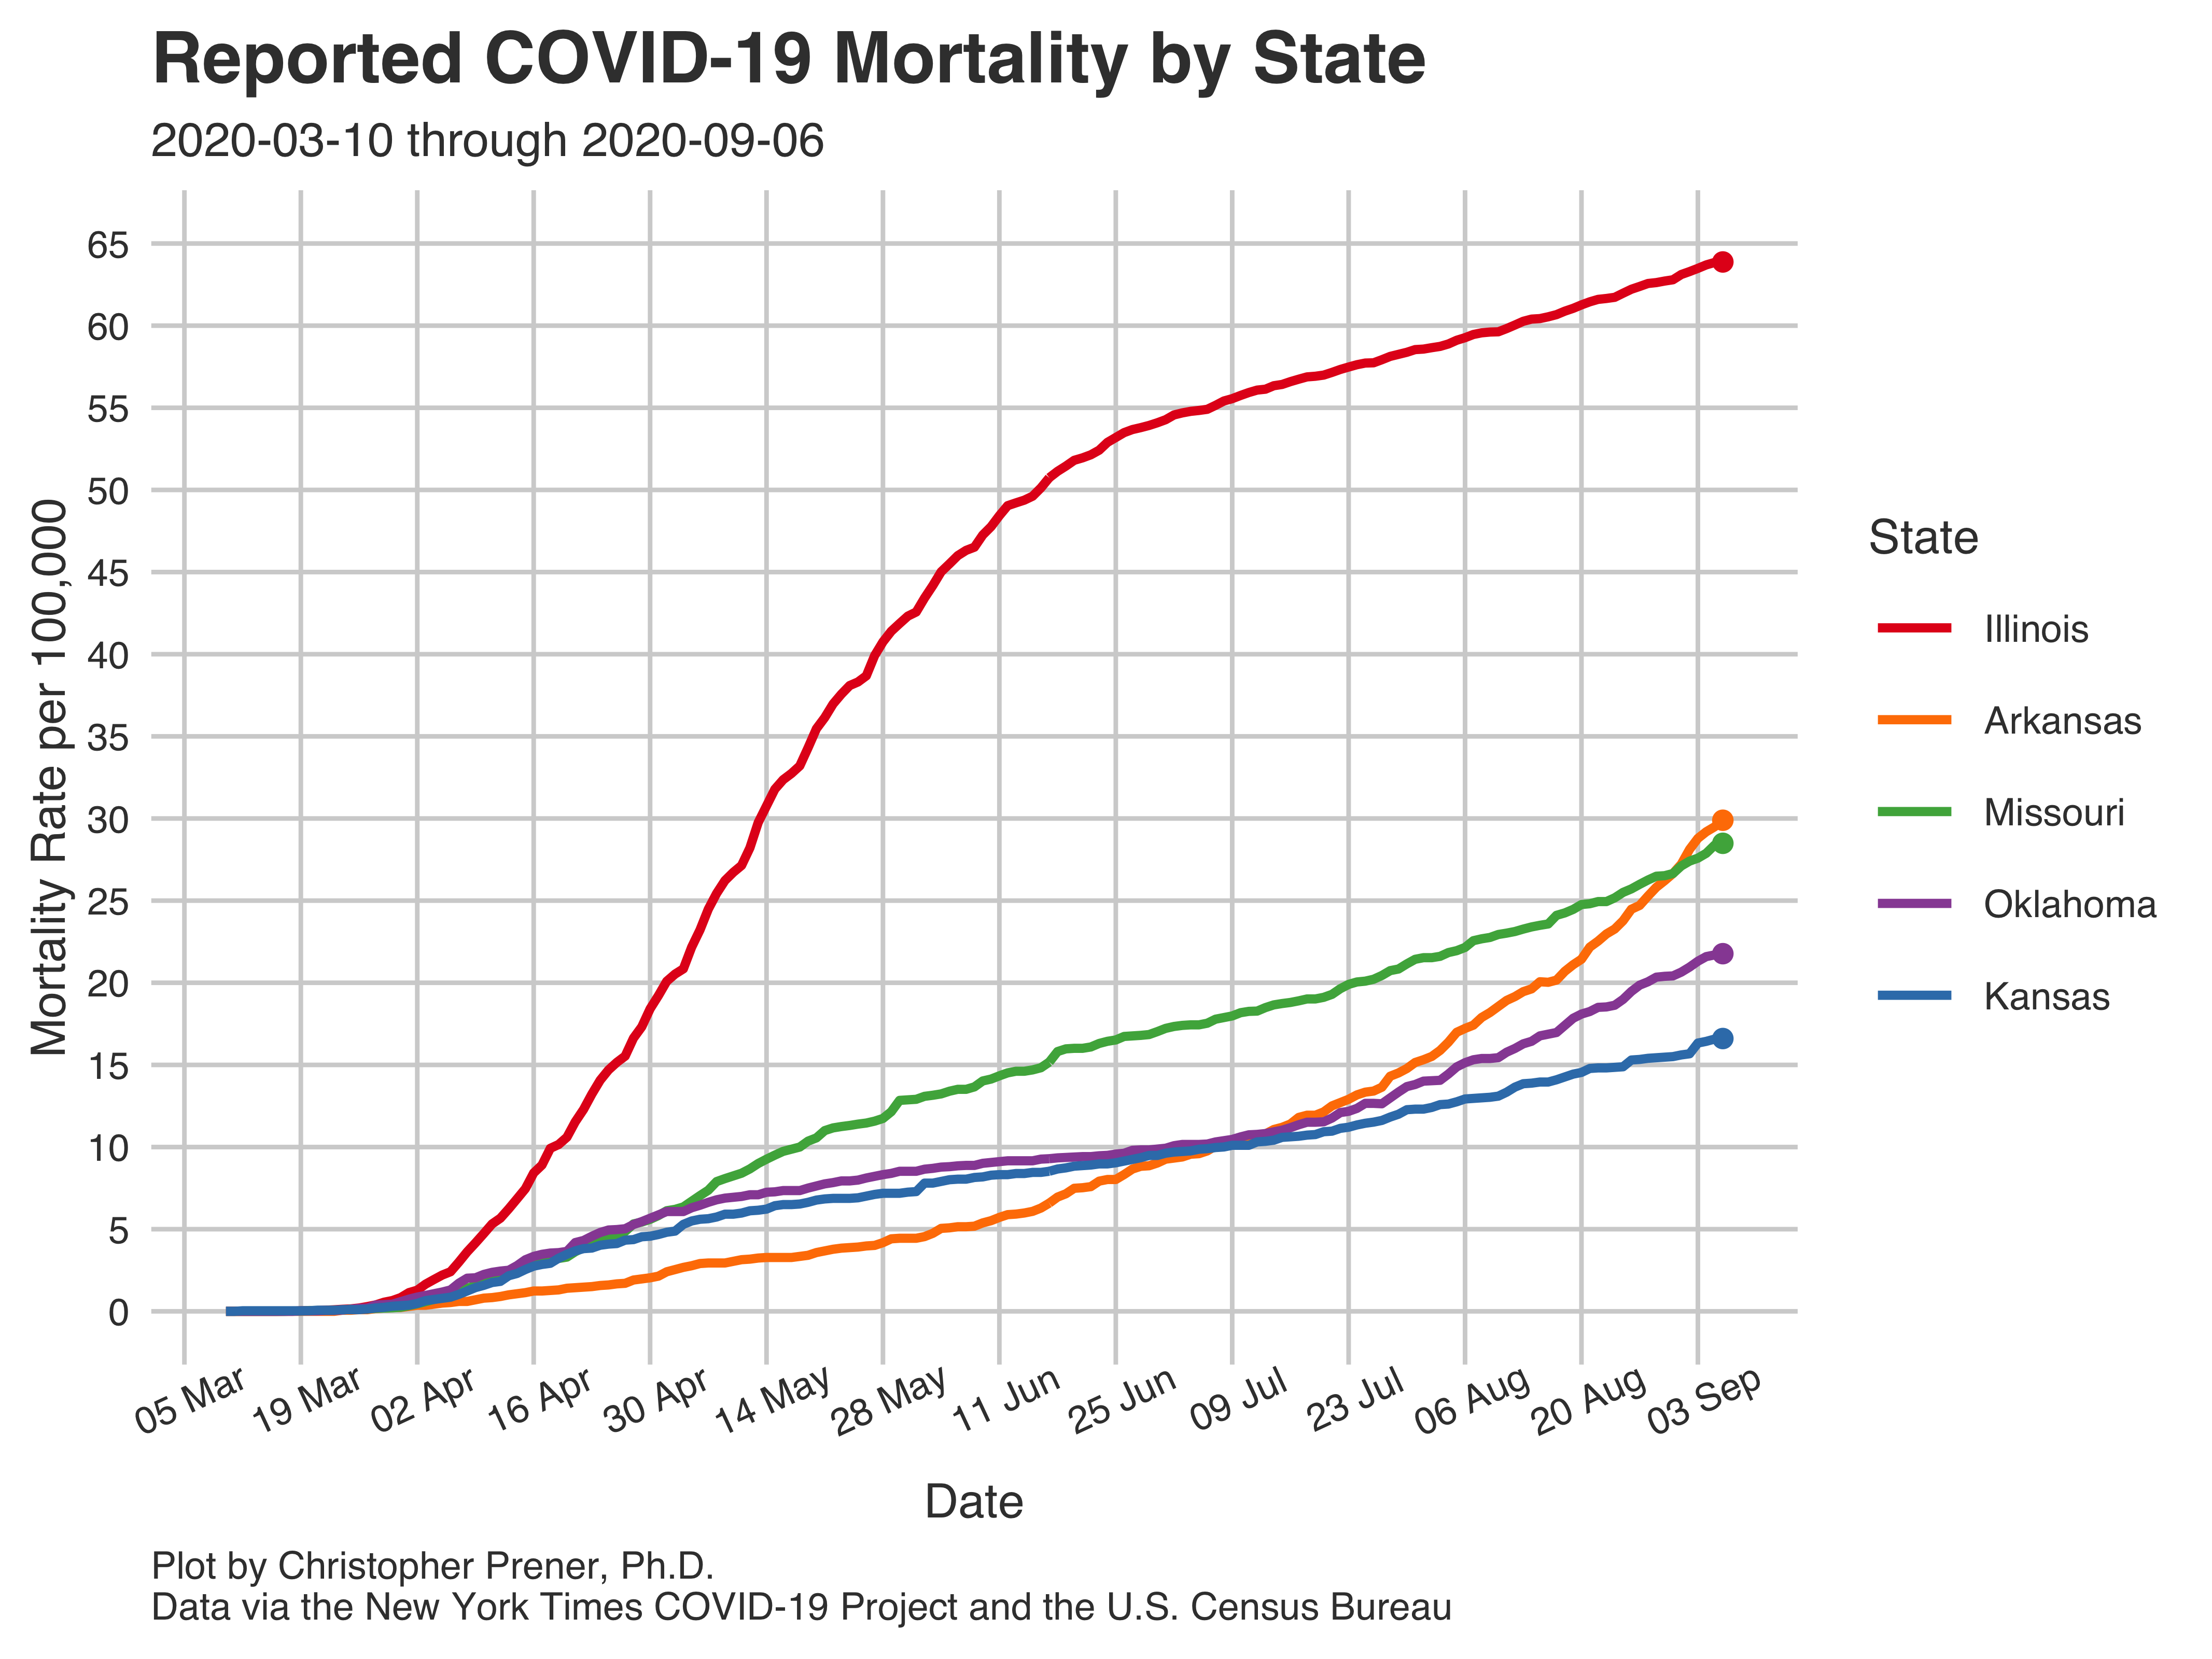 Reported COVID-19 Mortality by State
2020-03-10 through 2020-09-06
65
60
55
50
45
40
35
30
25
20
15
10
5
0
Mortality Rate per 100,000
05 Mar
19 Mar
02 Apr
16 Apr
30 Apr
14 May
28 May
11 Jun
25 Jun
09 Jul
23 Jul
06 Aug
20 Aug
03 Sep
Date
State
Illinois
Arkansas
Missouri
Oklahoma
Kansas
Plot by Christopher Prener, Ph.D.
Data via the New York Times COVID-19 Project and the U.S. Census Bureau